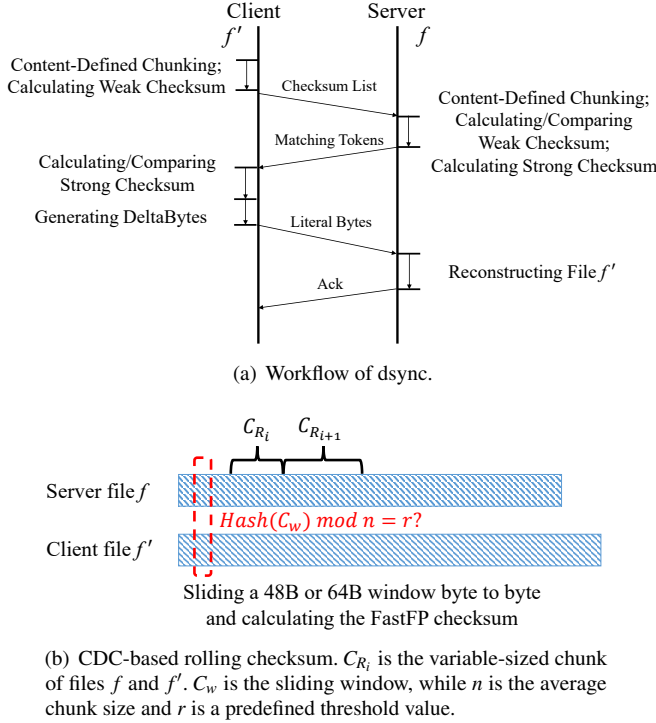 Client Server
f′ f
Content-Defined Chunking;
Calculating Weak Checksum
Checksum List
Content-Defined Chunking;
Calculating/Comparing
Weak Checksum;
Calculating Strong Checksum
Matching Tokens
Calculating/Comparing
Strong Checksum
Generating DeltaBytes
Literal Bytes
Reconstructing File f′
Ack
(a) Workflow of dsync.
C_{R_i} C_{R_{i+1}}
Server file f
Hash(C_w) mod n = r?
Client file f′
Sliding a 48B or 64B window byte to byte
and calculating the FastFP checksum
(b) CDC-based rolling checksum. C_{R_i} is the variable-sized chunk
of files f and f′. C_w is the sliding window, while n is the average
chunk size and r is a predefined threshold value.